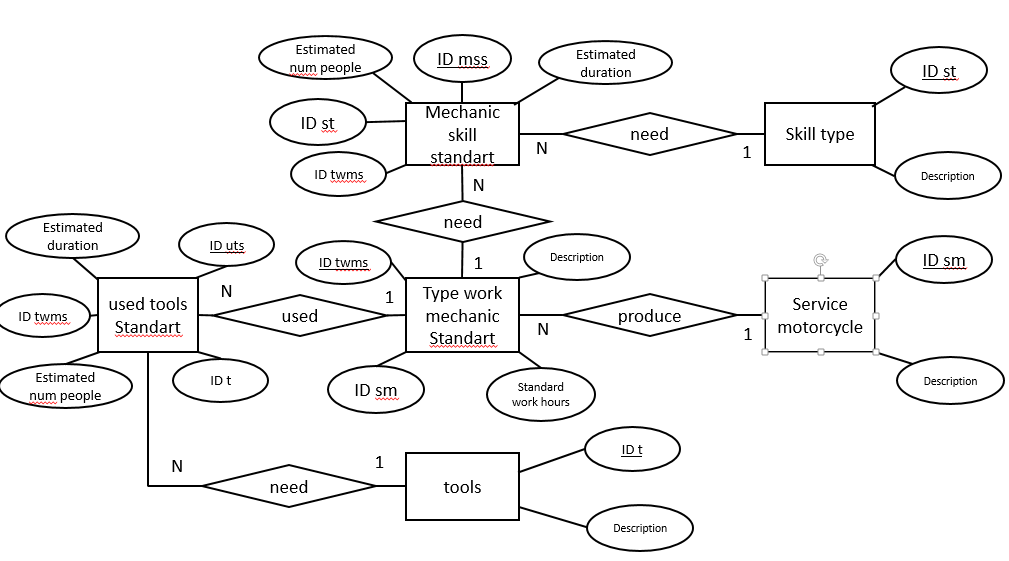 Estimated
num people
ID mss
Estimated
duration
ID st
ID st
Mechanic
skill
standart
need
Skill type
N
1
ID twms
Description
N
need
Estimated
duration
ID uts
1
ID twms
Description
ID sm
N
1
used tools
Standart
ID twms
used
Type work
mechanic
Standart
N
produce
1
Service
motorcycle
Estimated
num people
ID t
ID sm
Standard
work hours
Description
N
1
need
tools
ID t
Description